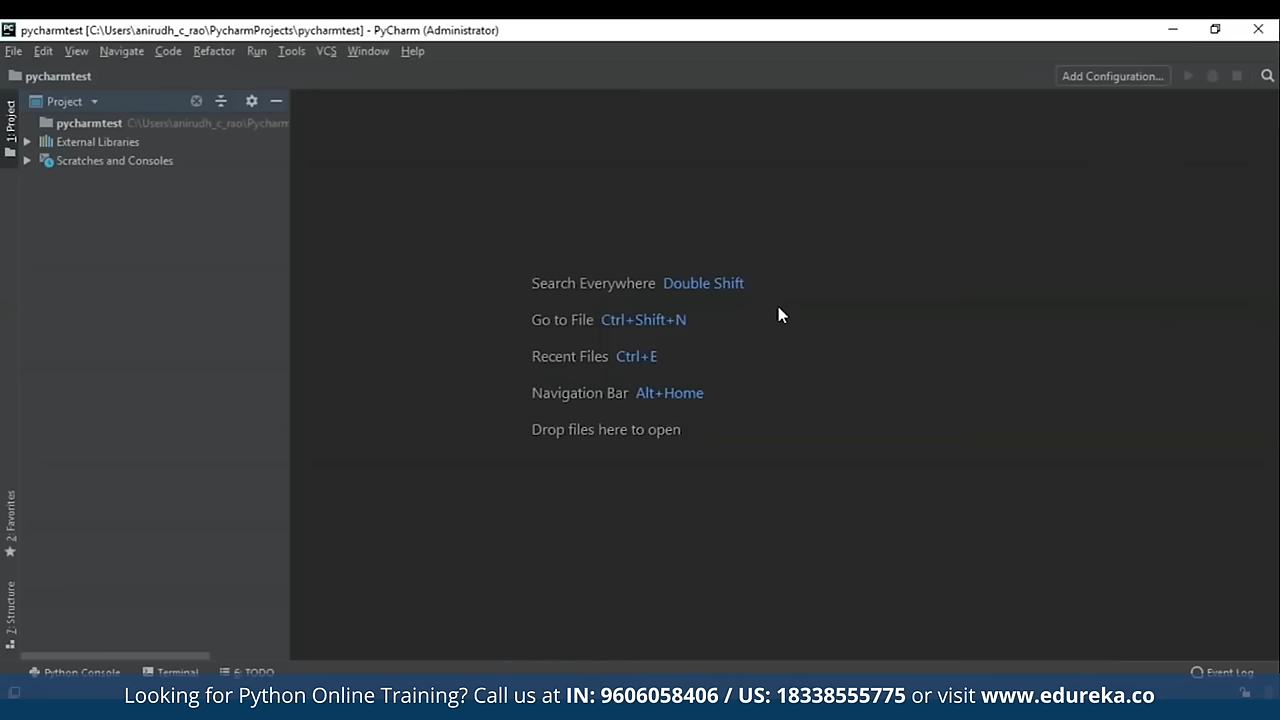 pycharmtest [C:\Users\anirudh_c_rao\PycharmProjects\pycharmtest] - PyCharm (Administrator)
File Edit View Navigate Code Refactor Run Tools VCS Window Help
pycharmtest
Add Configuration...
1: Project
Project
pycharmtest C:\Users\anirudh_c_rao\Pycharm
External Libraries
Scratches and Consoles
Search Everywhere Double Shift
Go to File Ctrl+Shift+N
Recent Files Ctrl+E
Navigation Bar Alt+Home
Drop files here to open
2: Favorites
7: Structure
Python Console Terminal 6: TODO Event Log
Looking for Python Online Training? Call us at IN: 9606058406 / US: 18338555775 or visit www.edureka.co